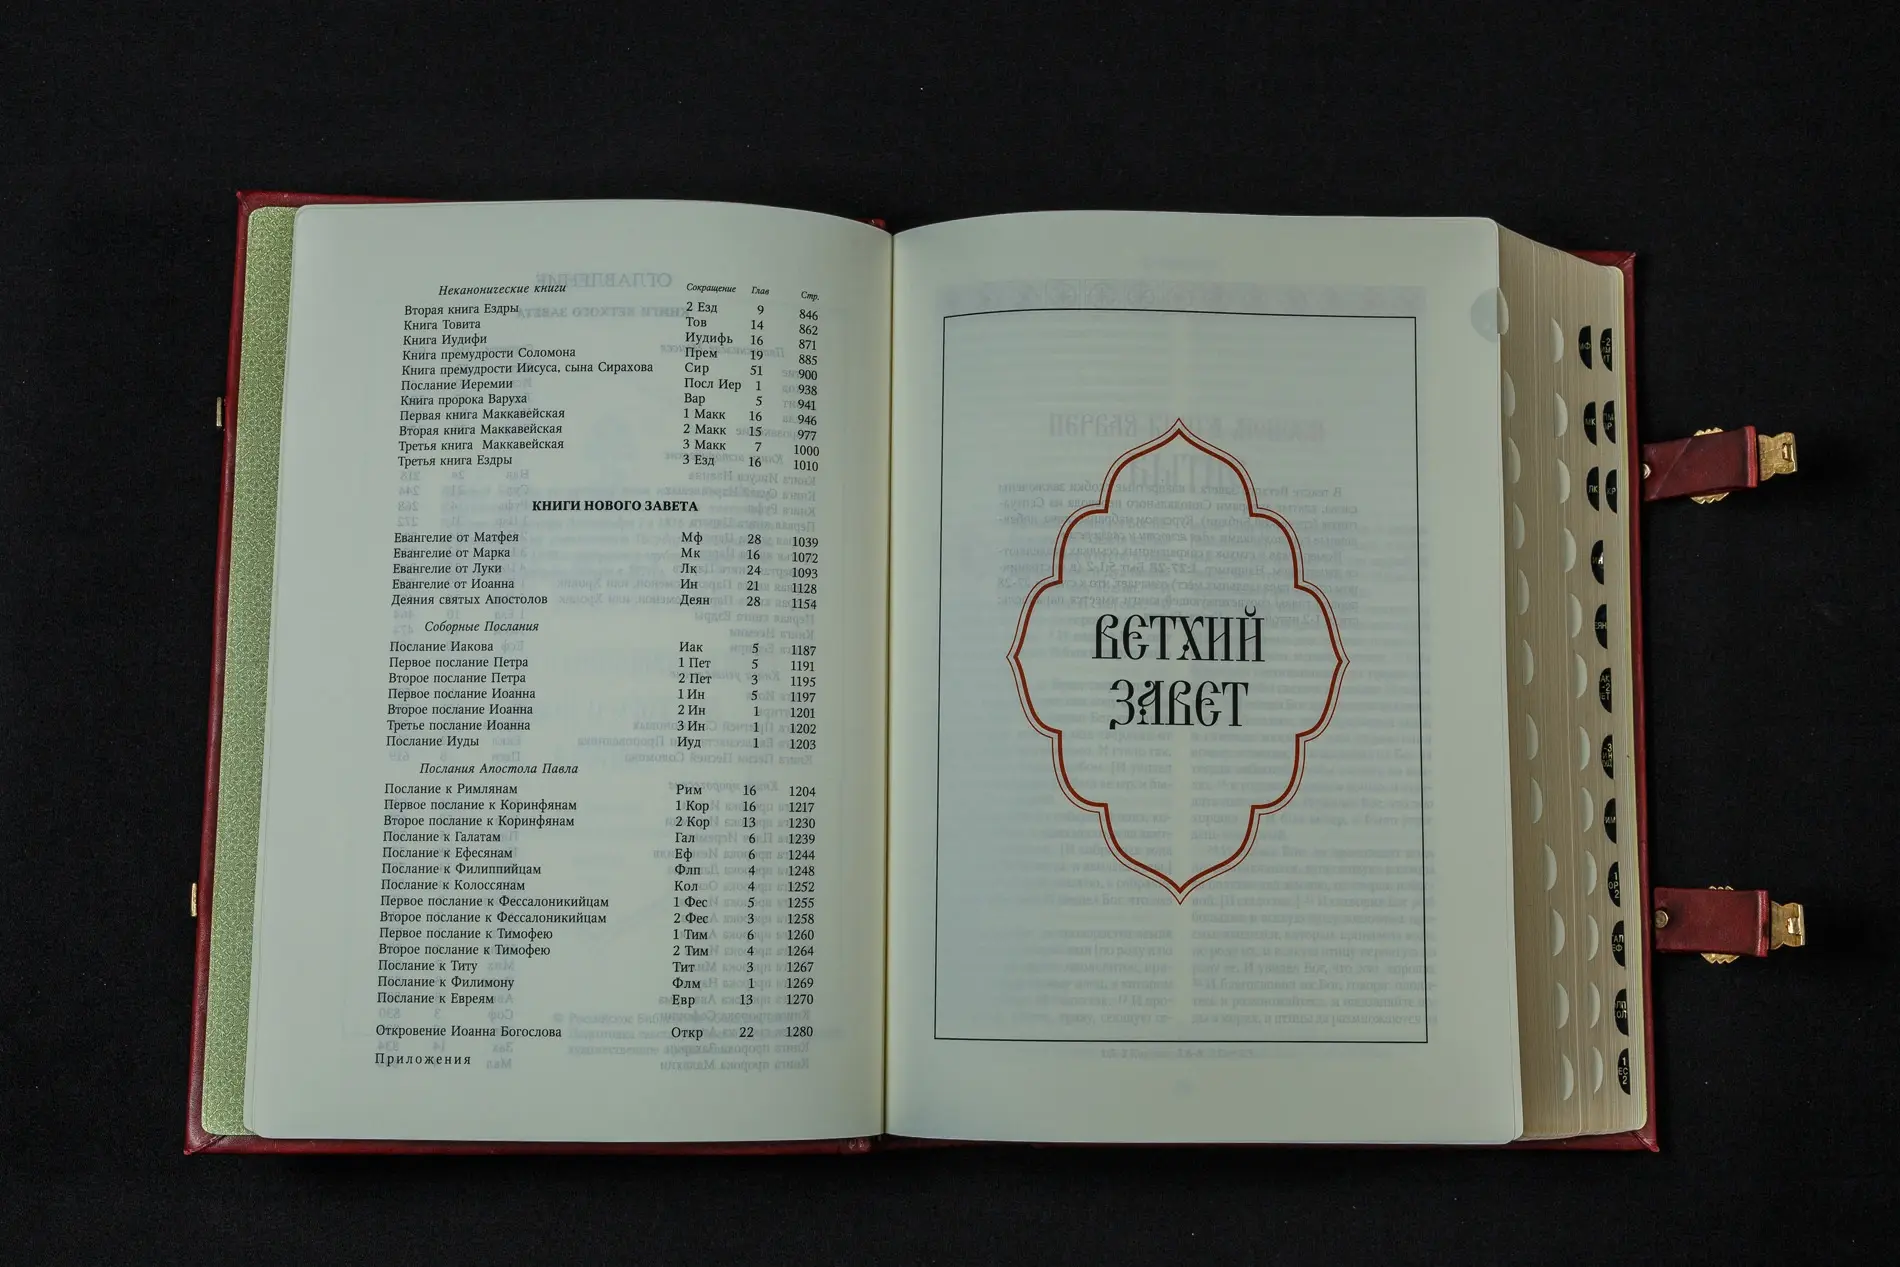 Неканонические книги Сокращение Глав Стр.
Вторая книга Ездры 2 Езд 9 846
Книга Товита Тов 14 862
Книга Иудифи Иудифь 16 871
Книга премудрости Соломона Прем 19 885
Книга премудрости Иисуса, сына Сирахова Сир 51 900
Послание Иеремии Посл Иер 1 938
Книга пророка Варуха Вар 5 941
Первая книга Маккавейская 1 Макк 16 946
Вторая книга Маккавейская 2 Макк 15 977
Третья книга Маккавейская 3 Макк 7 1000
Третья книга Ездры 3 Езд 16 1010
КНИГИ НОВОГО ЗАВЕТА
Евангелие от Матфея Мф 28 1039
Евангелие от Марка Мк 16 1072
Евангелие от Луки Лк 24 1093
Евангелие от Иоанна Ин 21 1128
Деяния святых Апостолов Деян 28 1154
Соборные Послания
Послание Иакова Иак 5 1187
Первое послание Петра 1 Пет 5 1191
Второе послание Петра 2 Пет 3 1195
Первое послание Иоанна 1 Ин 5 1197
Второе послание Иоанна 2 Ин 1 1201
Третье послание Иоанна 3 Ин 1 1202
Послание Иуды Иуд 1 1203
Послания Апостола Павла
Послание к Римлянам Рим 16 1204
Первое послание к Коринфянам 1 Кор 16 1217
Второе послание к Коринфянам 2 Кор 13 1230
Послание к Галатам Гал 6 1239
Послание к Ефесянам Еф 6 1244
Послание к Филиппийцам Флп 4 1248
Послание к Колоссянам Кол 4 1252
Первое послание к Фессалоникийцам 1 Фес 5 1255
Второе послание к Фессалоникийцам 2 Фес 3 1258
Первое послание к Тимофею 1 Тим 6 1260
Второе послание к Тимофею 2 Тим 4 1264
Послание к Титу Тит 3 1267
Послание к Филимону Флм 1 1269
Послание к Евреям Евр 13 1270
Откровение Иоанна Богослова Откр 22 1280
Приложения
ВЕТХИЙ
ЗАВЕТ